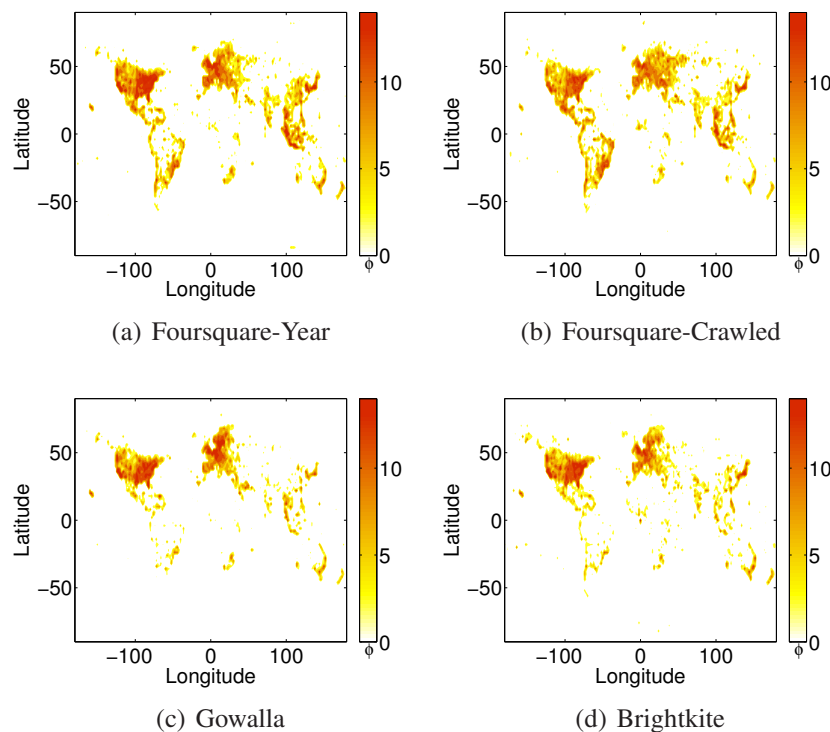 Latitude
50
0
−50
−100 0 100
Longitude
10
5
0
ϕ
(a) Foursquare-Year
Latitude
50
0
−50
−100 0 100
Longitude
10
5
0
ϕ
(b) Foursquare-Crawled
Latitude
50
0
−50
−100 0 100
Longitude
10
5
0
ϕ
(c) Gowalla
Latitude
50
0
−50
−100 0 100
Longitude
10
5
0
ϕ
(d) Brightkite